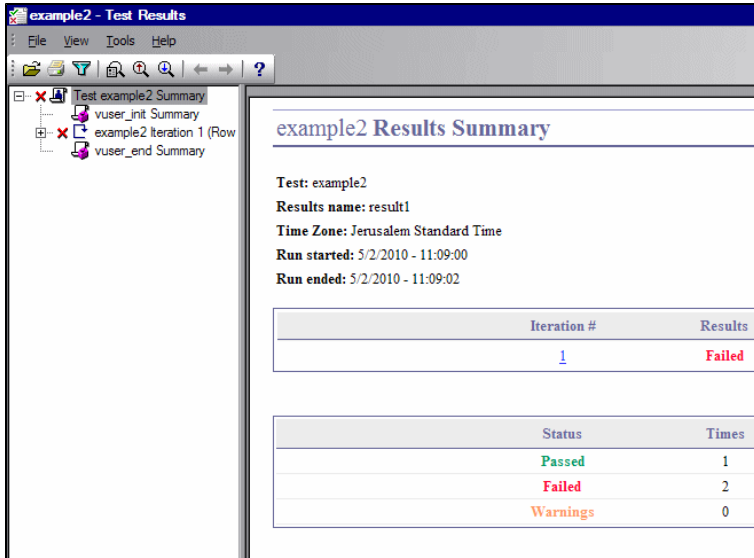 example2 - Test Results
File View Tools Help
?
Test example2 Summary
vuser_init Summary
example2 Iteration 1 (Row
vuser_end Summary
example2 Results Summary
Test: example2
Results name: result1
Time Zone: Jerusalem Standard Time
Run started: 5/2/2010 - 11:09:00
Run ended: 5/2/2010 - 11:09:02
Iteration # Results
1 Failed
Status Times
Passed 1
Failed 2
Warnings 0